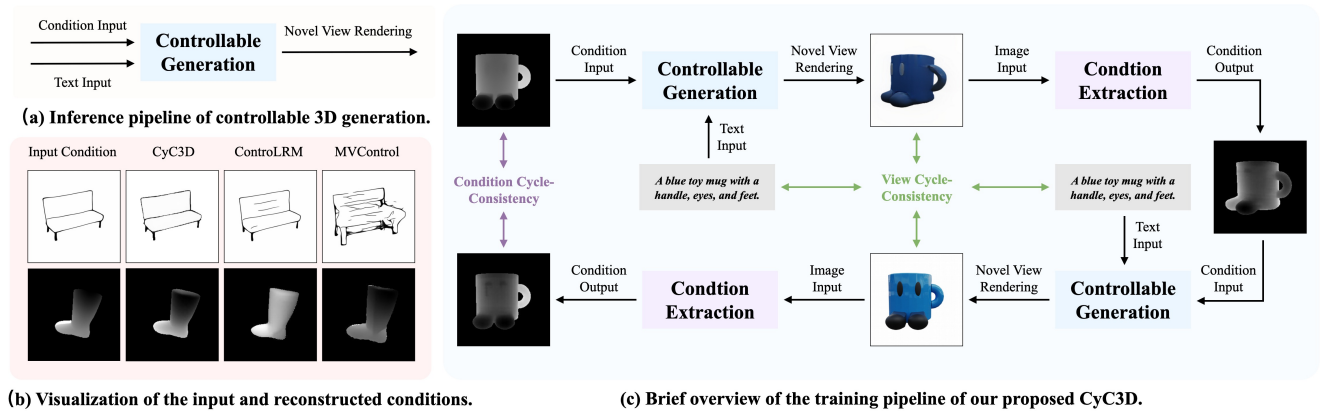 Condition Input
Text Input
Controllable
Generation
Novel View Rendering
(a) Inference pipeline of controllable 3D generation.
Input Condition
CyC3D
ControLRM
MVControl
(b) Visualization of the input and reconstructed conditions.
Condition
Input
Controllable
Generation
Novel View
Rendering
Image
Input
Condtion
Extraction
Condition
Output
Text
Input
Condition Cycle-
Consistency
A blue toy mug with a
handle, eyes, and feet.
View Cycle-
Consistency
A blue toy mug with a
handle, eyes, and feet.
Text
Input
Condition
Output
Condtion
Extraction
Image
Input
Novel View
Rendering
Controllable
Generation
Condition
Input
(c) Brief overview of the training pipeline of our proposed CyC3D.